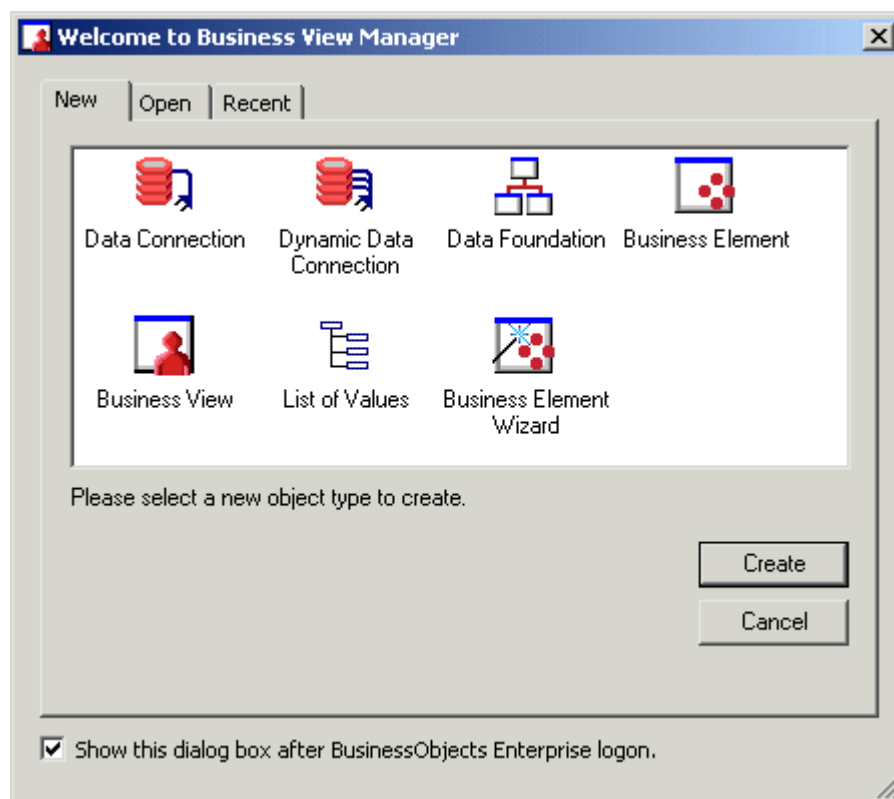 Welcome to Business View Manager
New
Open
Recent
Data Connection
Dynamic Data
Connection
Data Foundation
Business Element
Business View
List of Values
Business Element
Wizard
Please select a new object type to create.
Create
Cancel
Show this dialog box after BusinessObjects Enterprise logon.